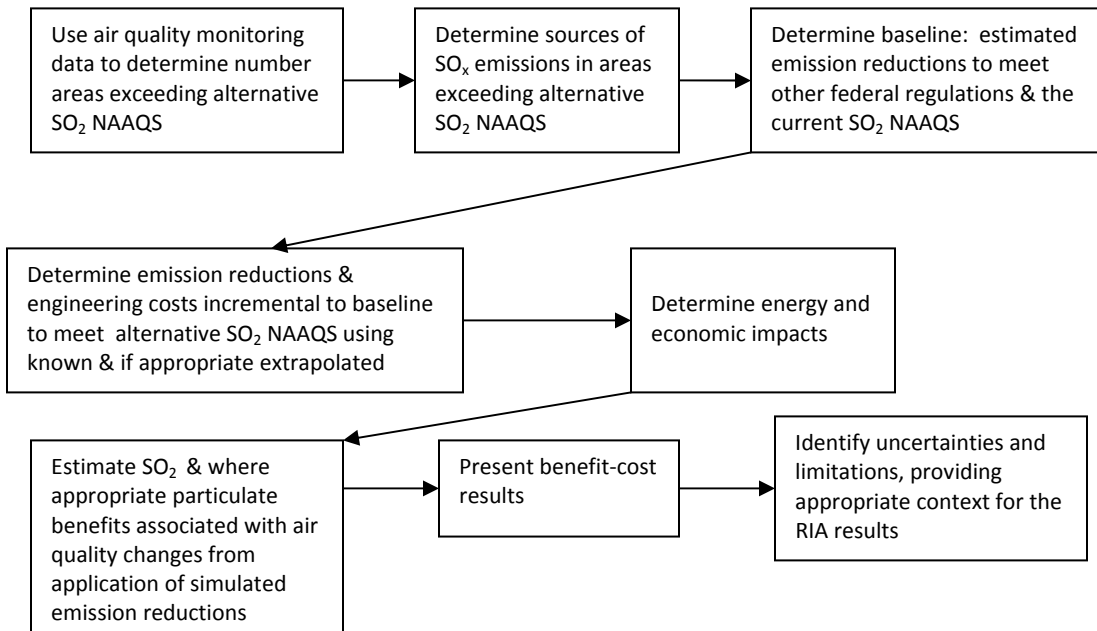 Use air quality monitoring
data to determine number
areas exceeding alternative
SO₂ NAAQS
Determine sources of
SOₓ emissions in areas
exceeding alternative
SO₂ NAAQS
Determine baseline: estimated
emission reductions to meet
other federal regulations & the
current SO₂ NAAQS
Determine emission reductions &
engineering costs incremental to baseline
to meet alternative SO₂ NAAQS using
known & if appropriate extrapolated
Determine energy and
economic impacts
Estimate SO₂ & where
appropriate particulate
benefits associated with air
quality changes from
application of simulated
emission reductions
Present benefit-cost
results
Identify uncertainties and
limitations, providing
appropriate context for the
RIA results